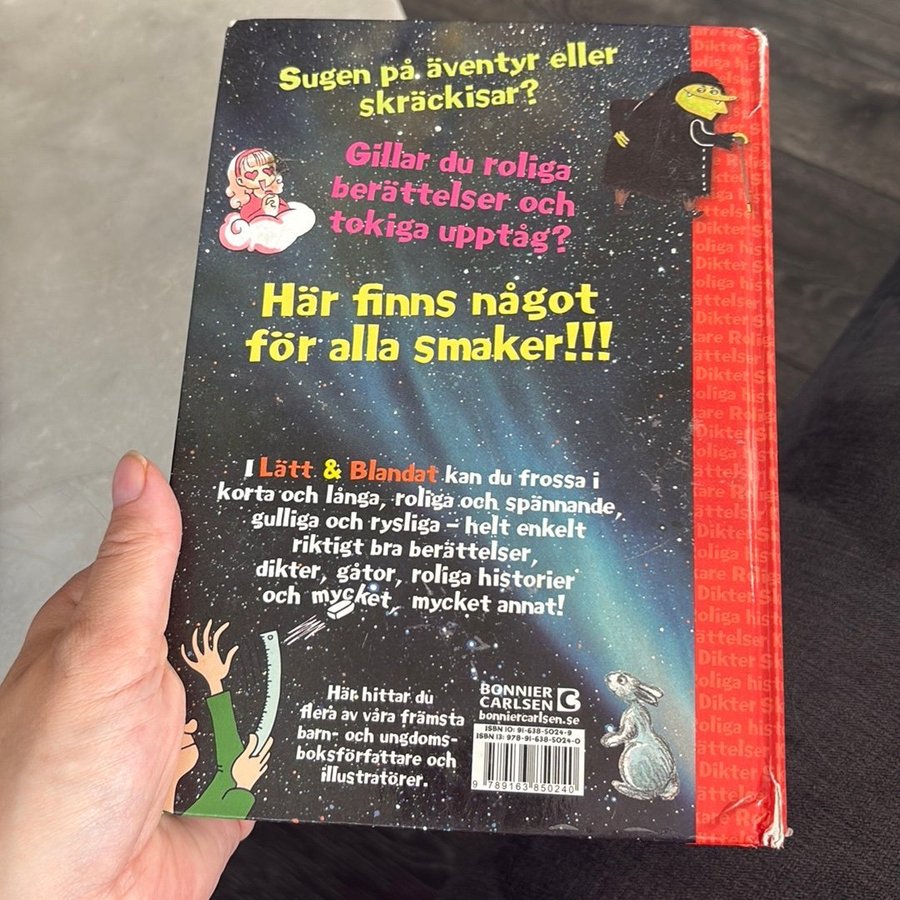 Sugen på äventyr eller
skräckisar?
Gillar du roliga
berättelser och
tokiga upptåg?
Här finns något
för alla smaker!!!
I Lätt & Blandat kan du frossa i
korta och långa, roliga och spännande,
gulliga och rysliga – helt enkelt
riktigt bra berättelser,
dikter, gåtor, roliga historier
och mycket, mycket annat!
Här hittar du
flera av våra främsta
barn- och ungdoms-
boksförfattare och
illustratörer.
BONNIER
CARLSEN
bonniercarlsen.se
ISBN 10: 91-638-5024-9
ISBN 13: 978-91-638-5024-0
9 789163 850240